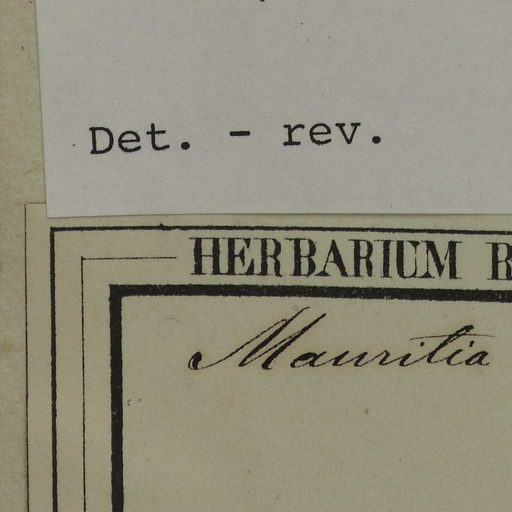 Det. - rev.
HERBARIUM
Mauritia